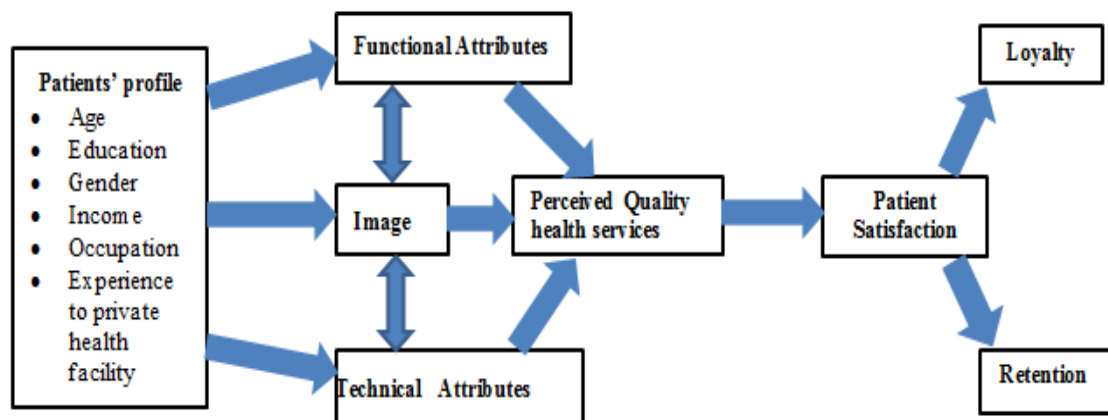 Patients' profile
• Age
• Education
• Gender
• Income
• Occupation
• Experience
to private
health
facility
Functional Attributes
Image
Technical Attributes
Perceived Quality
health services
Patient
Satisfaction
Loyalty
Retention